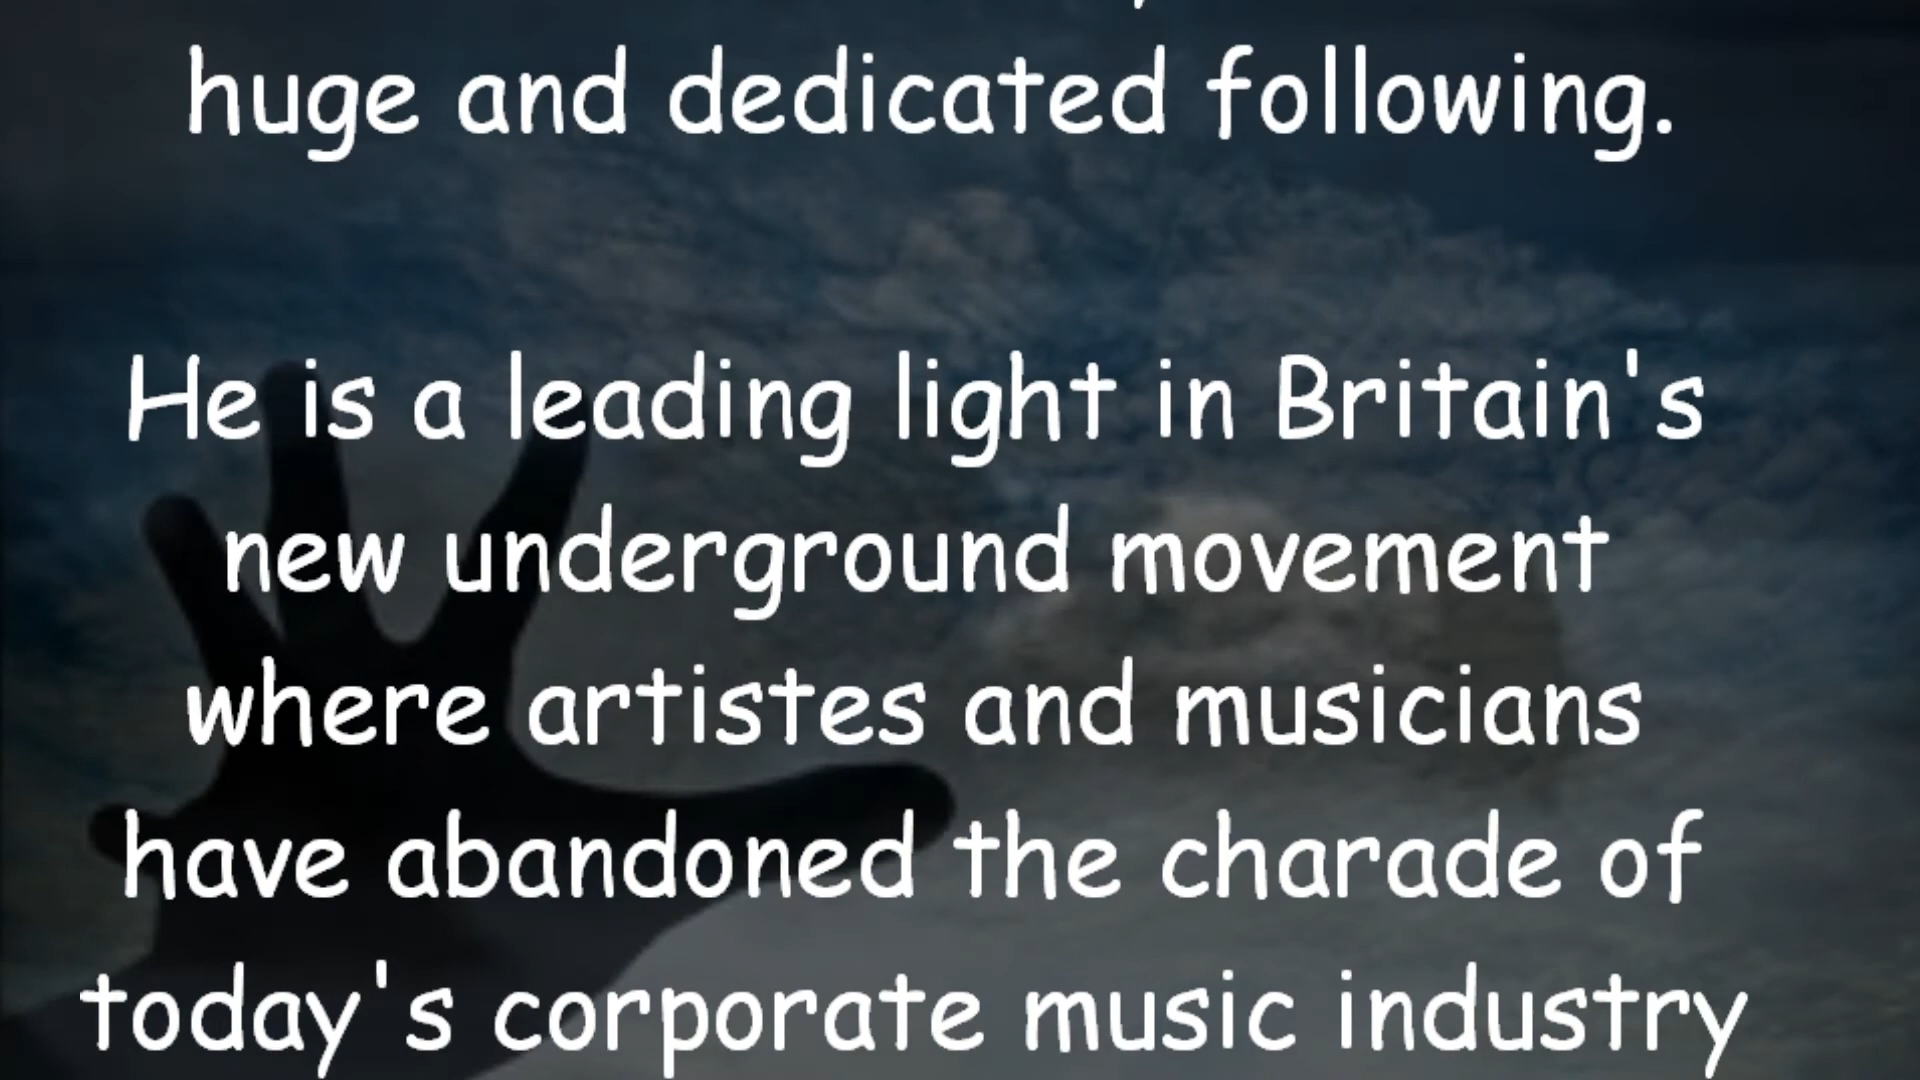 huge and dedicated following.
He is a leading light in Britain's
new underground movement
where artistes and musicians
have abandoned the charade of
today's corporate music industry